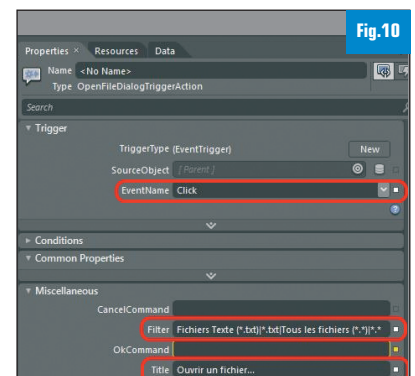 Fig.10
Properties × Resources Data
Name <No Name>
Type OpenFileDialogTriggerAction
Search
Trigger
TriggerType (EventTrigger) New
SourceObject [Parent]
EventName Click
Conditions
Common Properties
Miscellaneous
CancelCommand
Filter Fichiers Texte (*.txt)|*.txt|Tous les fichiers (*.*)|*.*
OkCommand
Title Ouvrir un fichier...